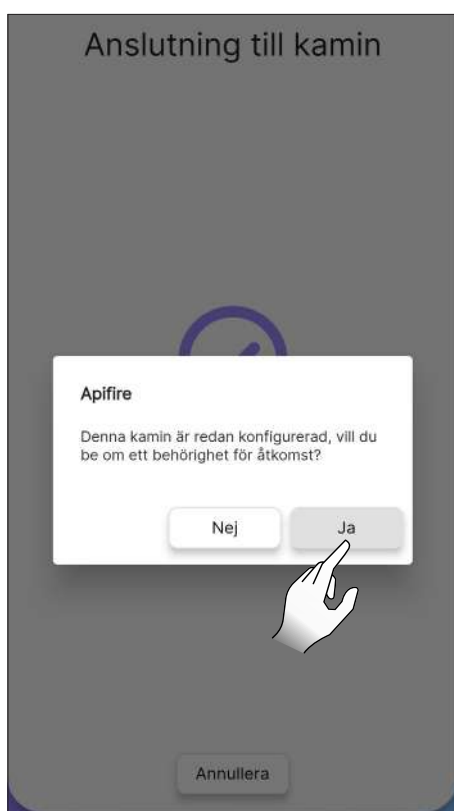 Anslutning till kamin
Apifire
Denna kamin är redan konfigurerad, vill du
be om ett behörighet för åtkomst?
Nej
Ja
Annullera